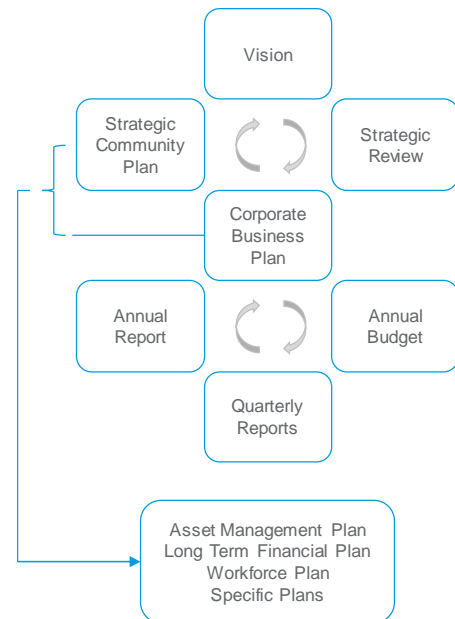 Vision
Strategic
Community
Plan
Strategic
Review
Corporate
Business
Plan
Annual
Report
Annual
Budget
Quarterly
Reports
Asset Management Plan
Long Term Financial Plan
Workforce Plan
Specific Plans